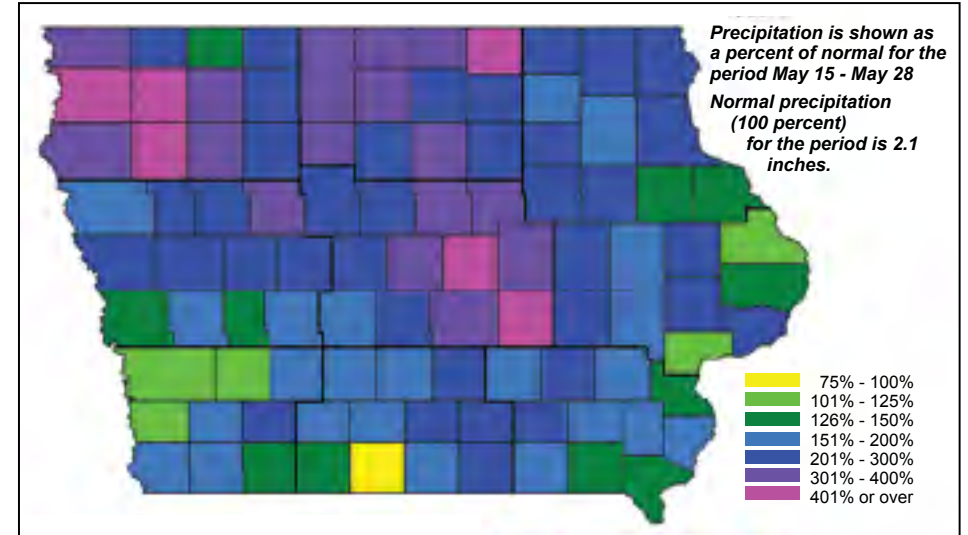 Precipitation is shown as
a percent of normal for the
period May 15 - May 28
Normal precipitation
(100 percent)
for the period is 2.1
inches.
75% - 100%
101% - 125%
126% - 150%
151% - 200%
201% - 300%
301% - 400%
401% or over